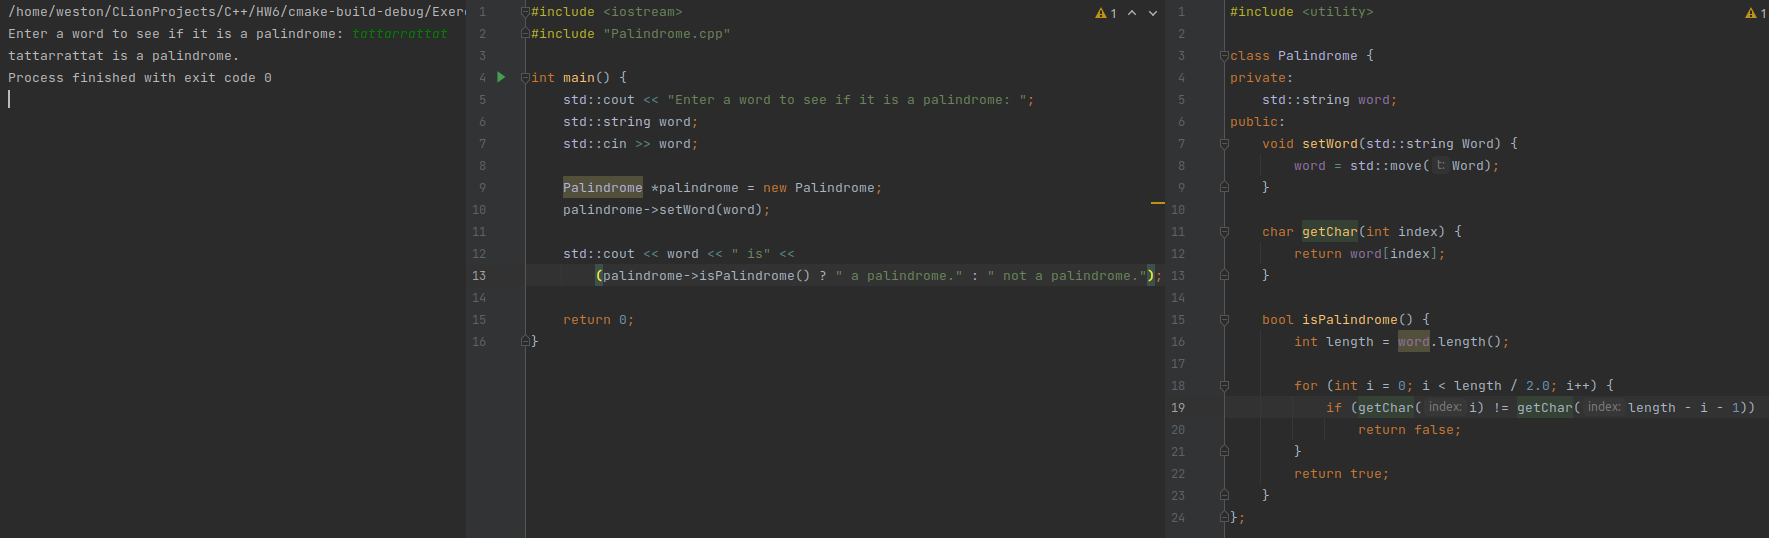 /home/weston/CLionProjects/C++/HW6/cmake-build-debug/Exer
Enter a word to see if it is a palindrome: tattarrattat
tattarrattat is a palindrome.
Process finished with exit code 0
1 #include <iostream>
2 #include "Palindrome.cpp"
3
4 int main() {
5 std::cout << "Enter a word to see if it is a palindrome: ";
6 std::string word;
7 std::cin >> word;
8
9 Palindrome *palindrome = new Palindrome;
10 palindrome->setWord(word);
11
12 std::cout << word << " is" <<
13 (palindrome->isPalindrome() ? " a palindrome." : " not a palindrome.");
14
15 return 0;
16 }
1
1 #include <utility>
2
3 class Palindrome {
4 private:
5 std::string word;
6 public:
7 void setWord(std::string Word) {
8 word = std::move(t: Word);
9 }
10
11 char getChar(int index) {
12 return word[index];
13 }
14
15 bool isPalindrome() {
16 int length = word.length();
17
18 for (int i = 0; i < length / 2.0; i++) {
19 if (getChar(index: i) != getChar(index: length - i - 1))
20 return false;
21 }
22 return true;
23 }
24 };
1